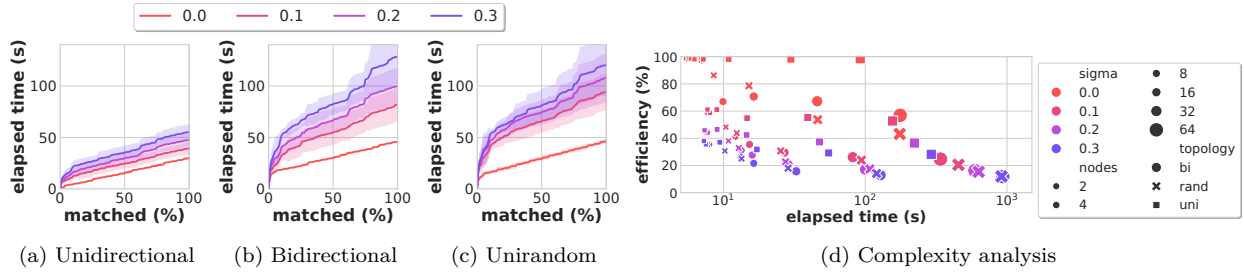 0.0 0.1 0.2 0.3
elapsed time (s)
100
50
0
0 50 100
matched (%)
(a) Unidirectional
elapsed time (s)
100
50
0
0 50 100
matched (%)
(b) Bidirectional
elapsed time (s)
100
50
0
0 50 100
matched (%)
(c) Unirandom
efficiency (%)
100
80
60
40
20
0
10¹ 10² 10³
elapsed time (s)
sigma
0.0
0.1
0.2
0.3
nodes
2
4
8
16
32
64
topology
bi
rand
uni
(d) Complexity analysis